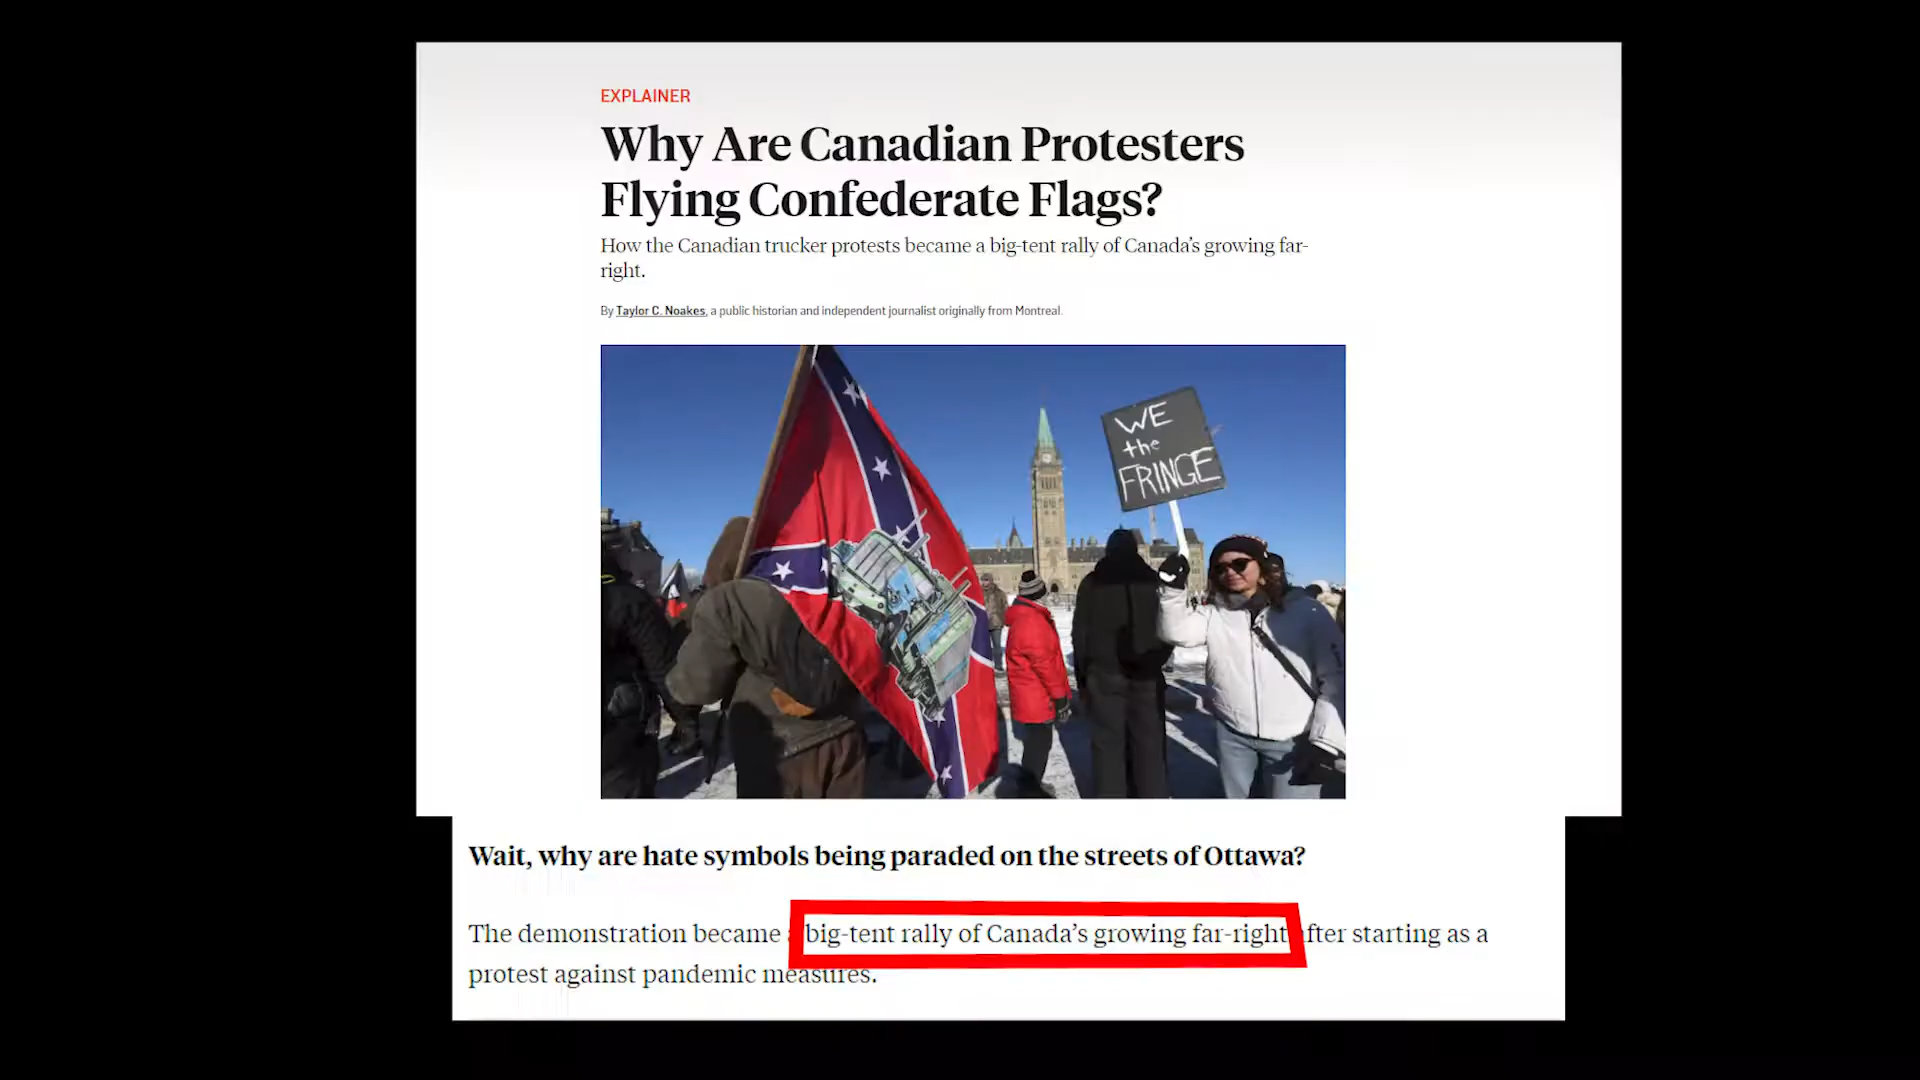 EXPLAINER
Why Are Canadian Protesters
Flying Confederate Flags?
How the Canadian trucker protests became a big-tent rally of Canada's growing far-
right.
By Taylor C. Noakes, a public historian and independent journalist originally from Montreal.
WE
the
FRINGE
Wait, why are hate symbols being paraded on the streets of Ottawa?
The demonstration became a big-tent rally of Canada's growing far-right after starting as a
protest against pandemic measures.